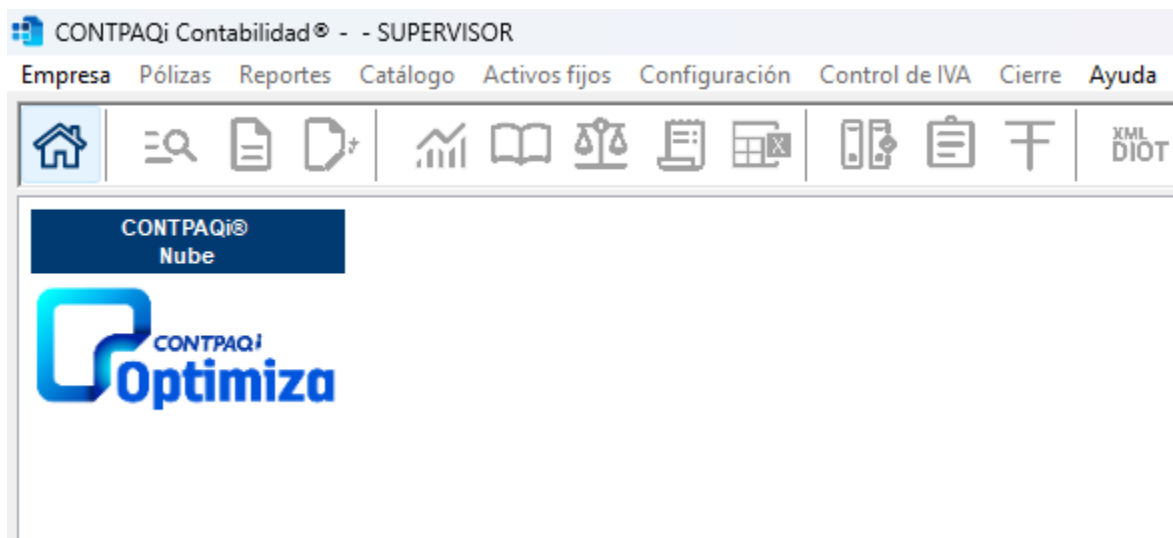 CONTPAQi Contabilidad® -  - SUPERVISOR
Empresa Pólizas Reportes Catálogo Activos fijos Configuración Control de IVA Cierre Ayuda
XML
DIOT
CONTPAQi®
Nube
CONTPAQi
Optimiza